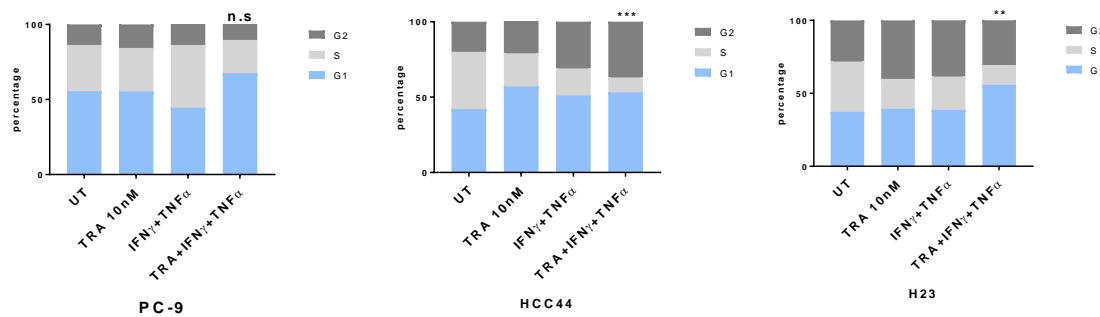 n.s
100
50
0
percentage
G2
S
G1
UT
TRA 10nM
IFNγ+TNFα
TRA+IFNγ+TNFα
PC-9
***
100
50
0
percentage
G2
S
G1
UT
TRA 10nM
IFNγ+TNFα
TRA+IFNγ+TNFα
HCC44
**
100
50
0
percentage
G2
S
G
UT
TRA 10nM
IFNγ+TNFα
TRA+IFNγ+TNFα
H23